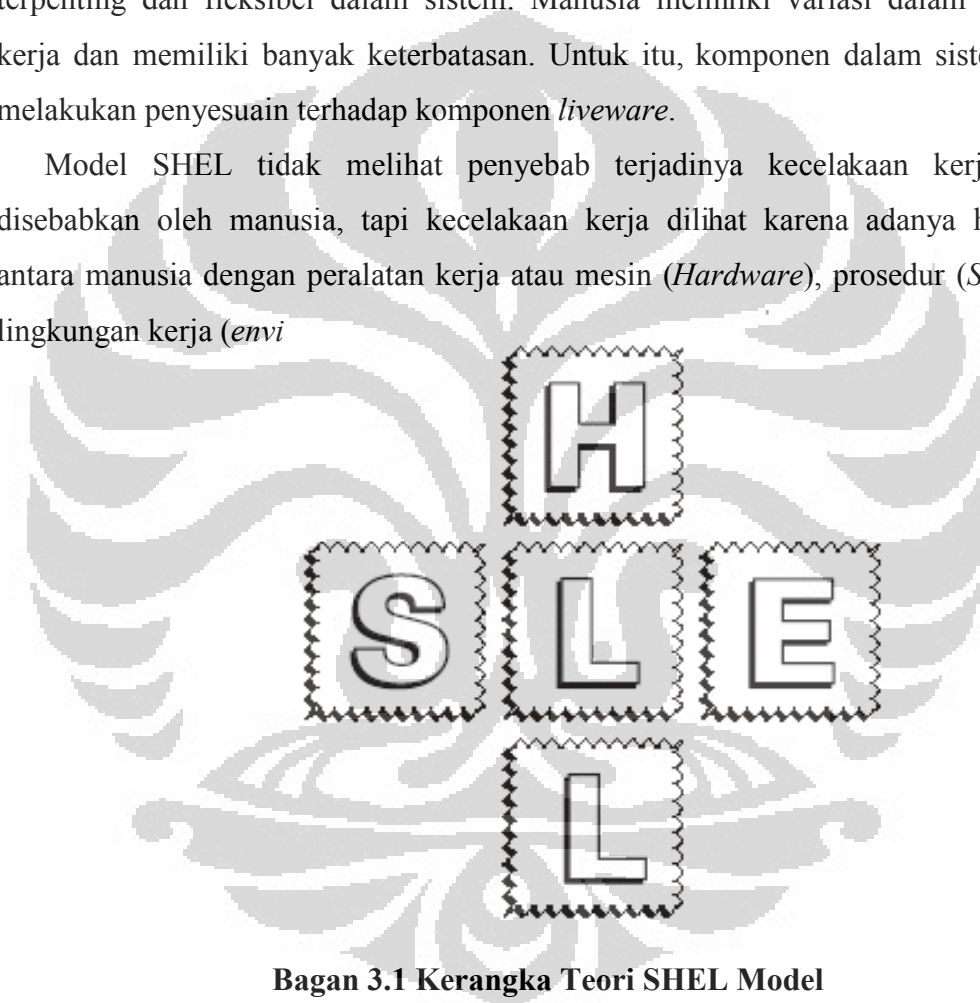 terpenting dan fleksibel dalam sistem. Manusia memiliki variasi dalam
kerja dan memiliki banyak keterbatasan. Untuk itu, komponen dalam siste
melakukan penyesuain terhadap komponen liveware.
Model SHEL tidak melihat penyebab terjadinya kecelakaan kerj
disebabkan oleh manusia, tapi kecelakaan kerja dilihat karena adanya h
antara manusia dengan peralatan kerja atau mesin (Hardware), prosedur (S
lingkungan kerja (envi
H
S L E
L
Bagan 3.1 Kerangka Teori SHEL Model